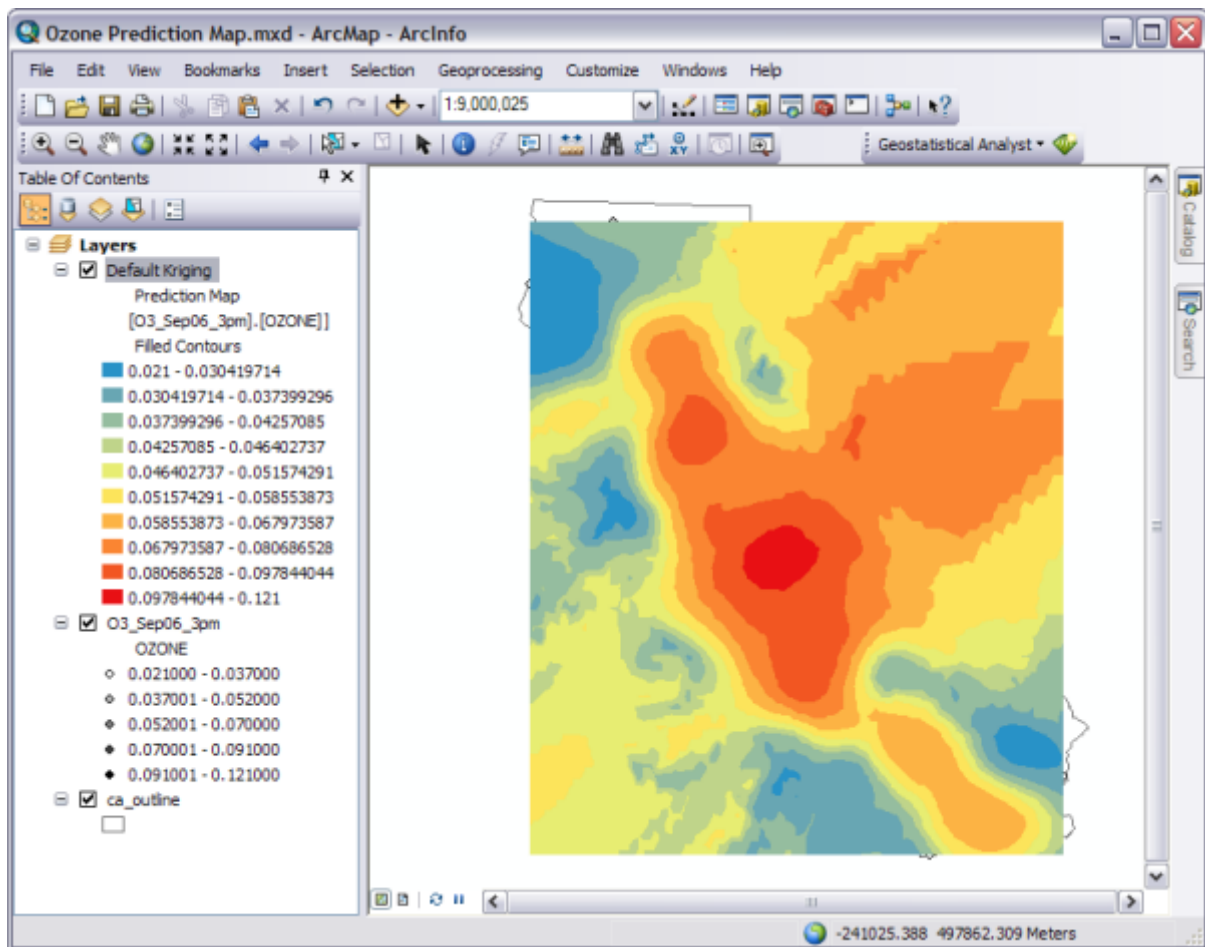 Ozone Prediction Map.mxd - ArcMap - ArcInfo
File Edit View Bookmarks Insert Selection Geoprocessing Customize Windows Help
1:9,000,025
Geostatistical Analyst
Table Of Contents
Layers
Default Kriging
Prediction Map
[O3_Sep06_3pm].[OZONE]]
Filled Contours
0.021 - 0.030419714
0.030419714 - 0.037399296
0.037399296 - 0.04257085
0.04257085 - 0.046402737
0.046402737 - 0.051574291
0.051574291 - 0.058553873
0.058553873 - 0.067973587
0.067973587 - 0.080686528
0.080686528 - 0.097844044
0.097844044 - 0.121
O3_Sep06_3pm
OZONE
0.021000 - 0.037000
0.037001 - 0.052000
0.052001 - 0.070000
0.070001 - 0.091000
0.091001 - 0.121000
ca_outline
Catalog
Search
-241025.388 497862.309 Meters